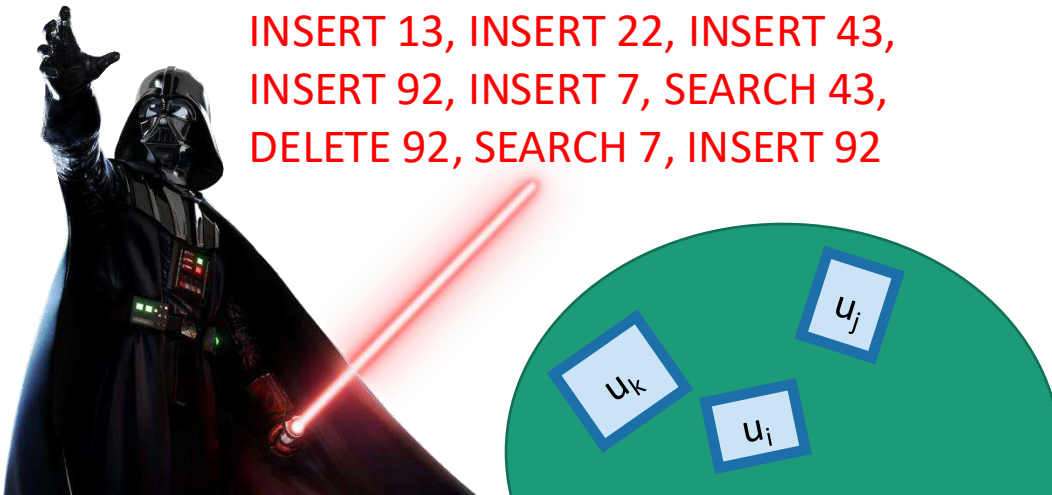 INSERT 13, INSERT 22, INSERT 43,
INSERT 92, INSERT 7, SEARCH 43,
DELETE 92, SEARCH 7, INSERT 92
uⱼ
uₖ
uᵢ